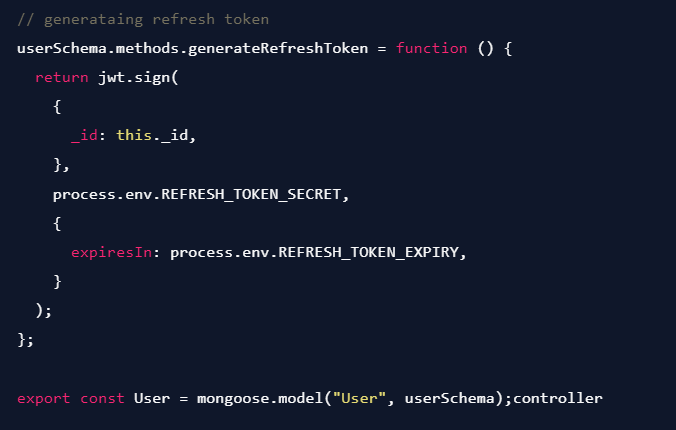 // generataing refresh token
userSchema.methods.generateRefreshToken = function () {
  return jwt.sign(
    {
      _id: this._id,
    },
    process.env.REFRESH_TOKEN_SECRET,
    {
      expiresIn: process.env.REFRESH_TOKEN_EXPIRY,
    }
  );
};

export const User = mongoose.model("User", userSchema);controller